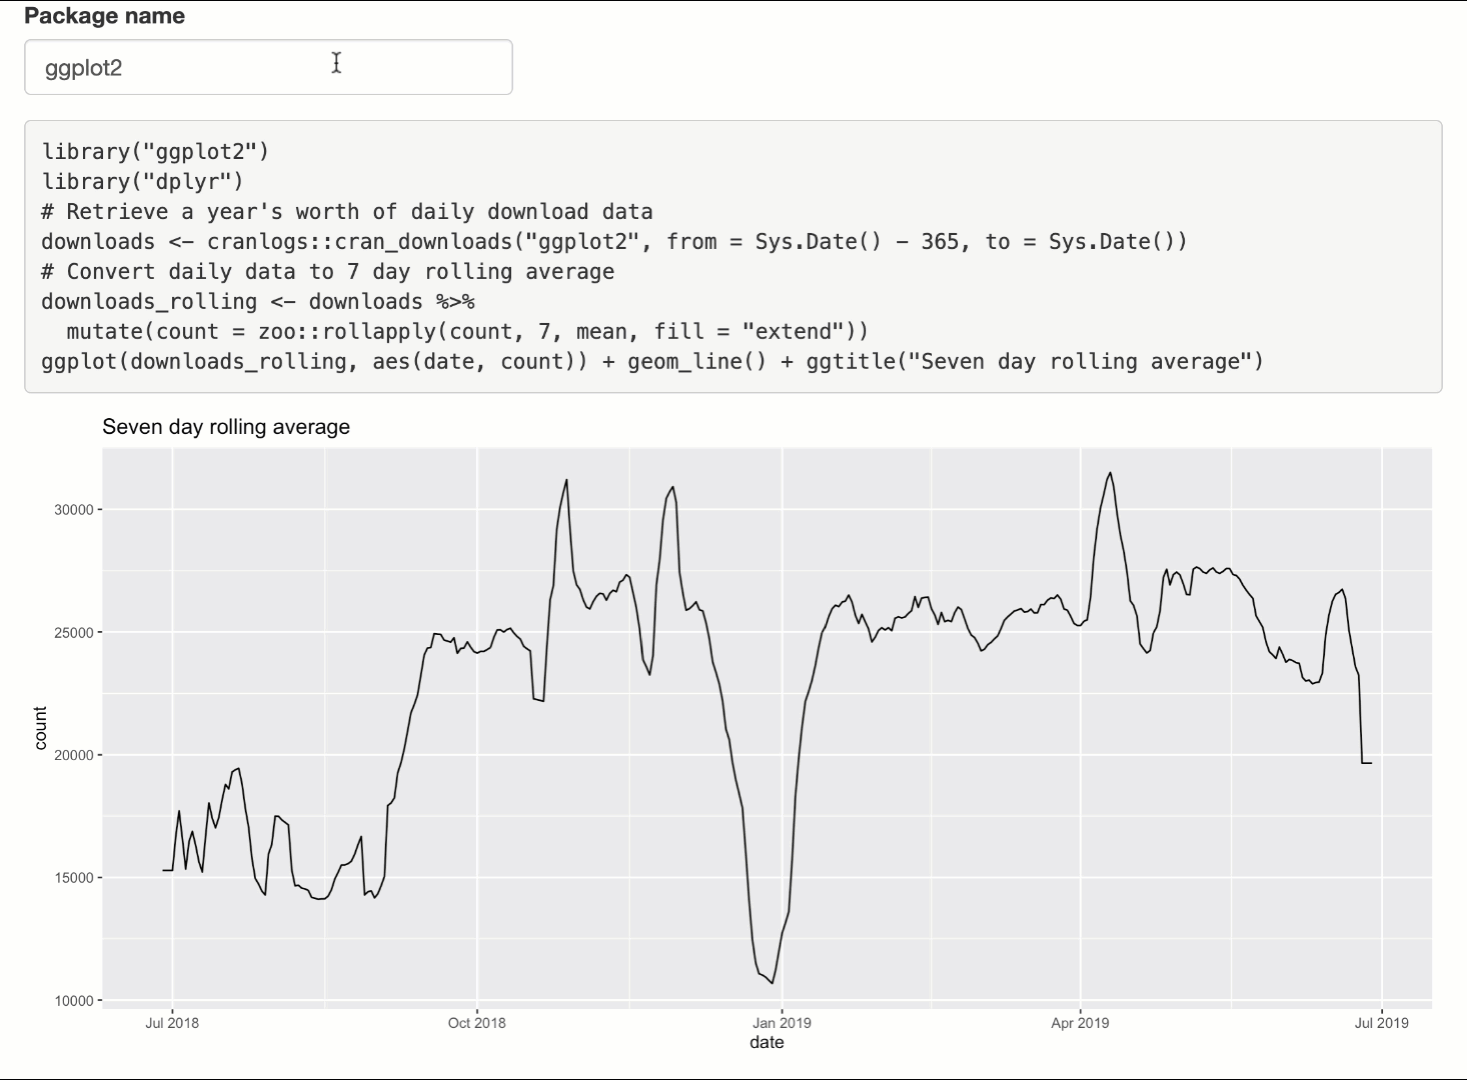 Package name
ggplot2
library("ggplot2")
library("dplyr")
# Retrieve a year's worth of daily download data
downloads <- cranlogs::cran_downloads("ggplot2", from = Sys.Date() - 365, to = Sys.Date())
# Convert daily data to 7 day rolling average
downloads_rolling <- downloads %>%
  mutate(count = zoo::rollapply(count, 7, mean, fill = "extend"))
ggplot(downloads_rolling, aes(date, count)) + geom_line() + ggtitle("Seven day rolling average")
Seven day rolling average
30000
25000
20000
15000
10000
count
Jul 2018
Oct 2018
Jan 2019
Apr 2019
Jul 2019
date